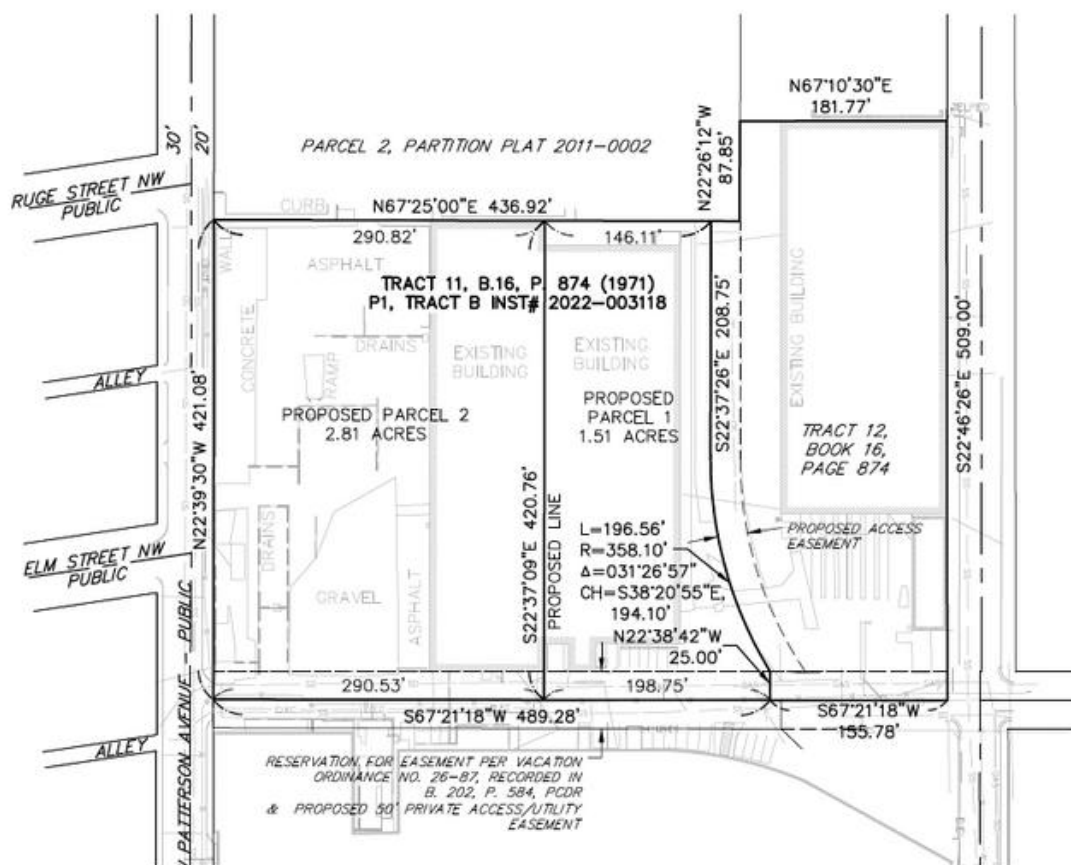 N67°10'30"E
181.77'
30'
20'
PARCEL 2, PARTITION PLAT 2011-0002
N22°26'12"W
87.85'
RUGE STREET NW
PUBLIC
CURB
N67°25'00"E 436.92'
290.82'
146.11'
WALL
ASPHALT
TRACT 11, B.16, P. 874 (1971)
P1, TRACT B INST# 2022-003118
CONCRETE
DRAINS
RAMP
EXISTING
BUILDING
EXISTING
BUILDING
S22°37'26"E 208.75'
EXISTING BUILDING
S22°46'26"E 509.00'
ALLEY
N22°39'30"W 421.08'
PROPOSED PARCEL 2
2.81 ACRES
PROPOSED
PARCEL 1
1.51 ACRES
TRACT 12,
BOOK 16,
PAGE 874
S22°37'09"E 420.76'
PROPOSED LINE
L=196.56'
R=358.10'
Δ=031°26'57"
CH=S38°20'55"E,
194.10'
PROPOSED ACCESS
EASEMENT
ELM STREET NW
PUBLIC
DRAINS
GRAVEL
ASPHALT
N22°38'42"W
25.00'
290.53'
198.75'
S67°21'18"W 489.28'
S67°21'18"W
155.78'
ALLEY
PATTERSON AVENUE - PUBLIC
RESERVATION FOR EASEMENT PER VACATION
ORDINANCE NO. 26-87, RECORDED IN
B. 202, P. 584, PCDR
& PROPOSED 50' PRIVATE ACCESS/UTILITY
EASEMENT